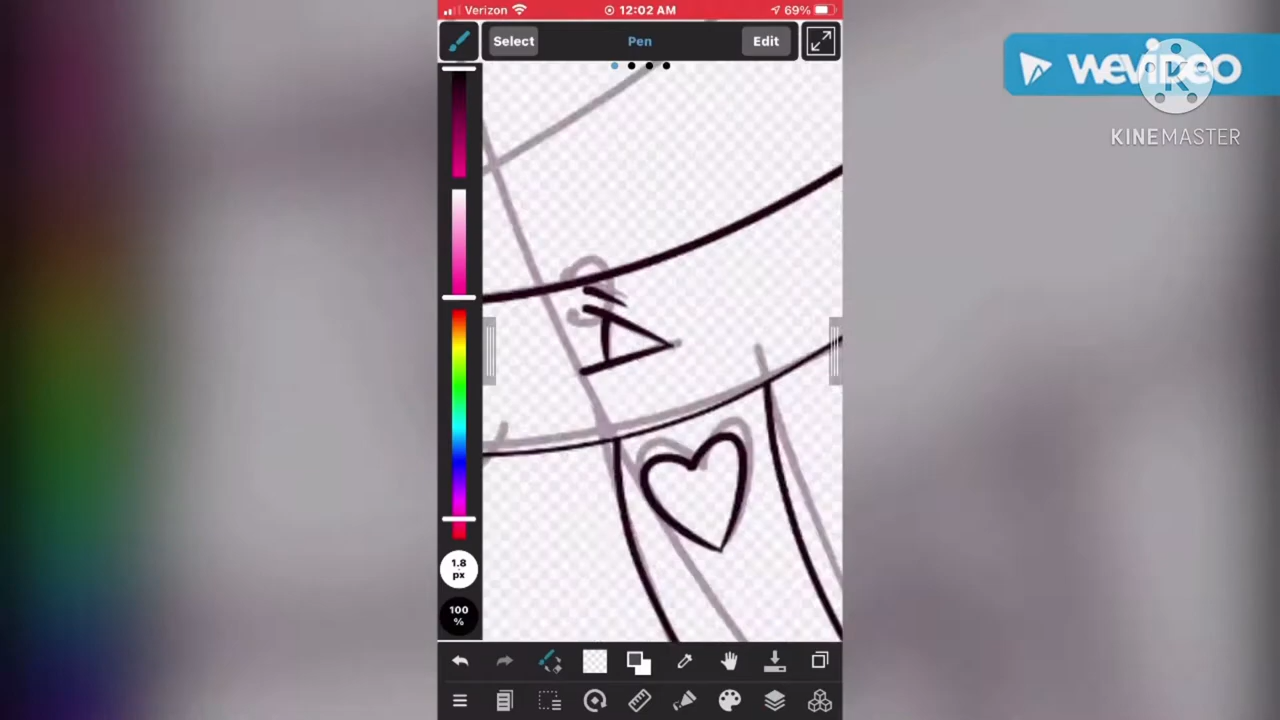 Verizon 12:02 AM 69%
Select Pen Edit
wevideo
KINEMASTER
1.8
px
100
%